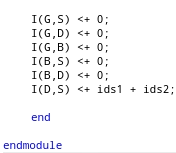 I(G,S) <+ 0;
I(G,D) <+ 0;
I(G,B) <+ 0;
I(B,S) <+ 0;
I(B,D) <+ 0;
I(D,S) <+ ids1 + ids2;
end
endmodule